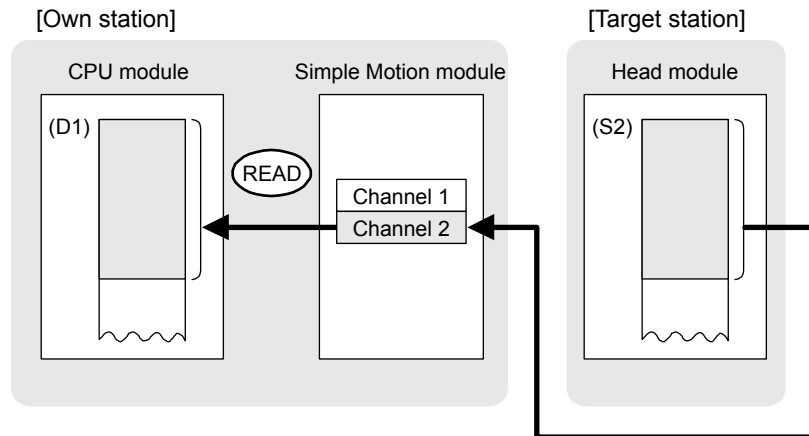 [Own station] [Target station]
CPU module Simple Motion module Head module
(D1) (S2)
READ
Channel 1
Channel 2